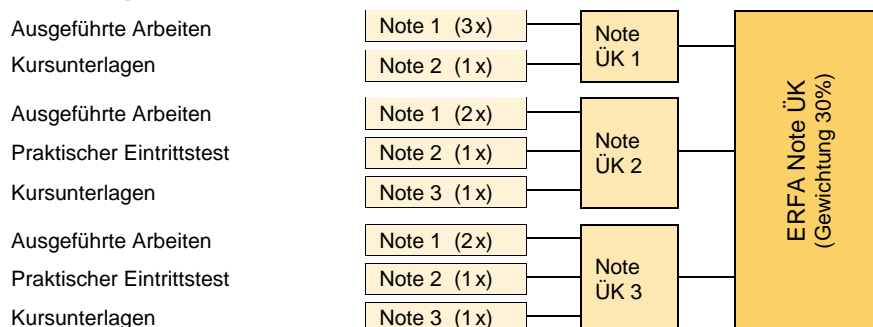 Ausgeführte Arbeiten Note 1 (3x)
Kursunterlagen Note 2 (1x)
Note
ÜK 1
Ausgeführte Arbeiten Note 1 (2x)
Praktischer Eintrittstest Note 2 (1x)
Kursunterlagen Note 3 (1x)
Note
ÜK 2
Ausgeführte Arbeiten Note 1 (2x)
Praktischer Eintrittstest Note 2 (1x)
Kursunterlagen Note 3 (1x)
Note
ÜK 3
ERFA Note ÜK
(Gewichtung 30%)